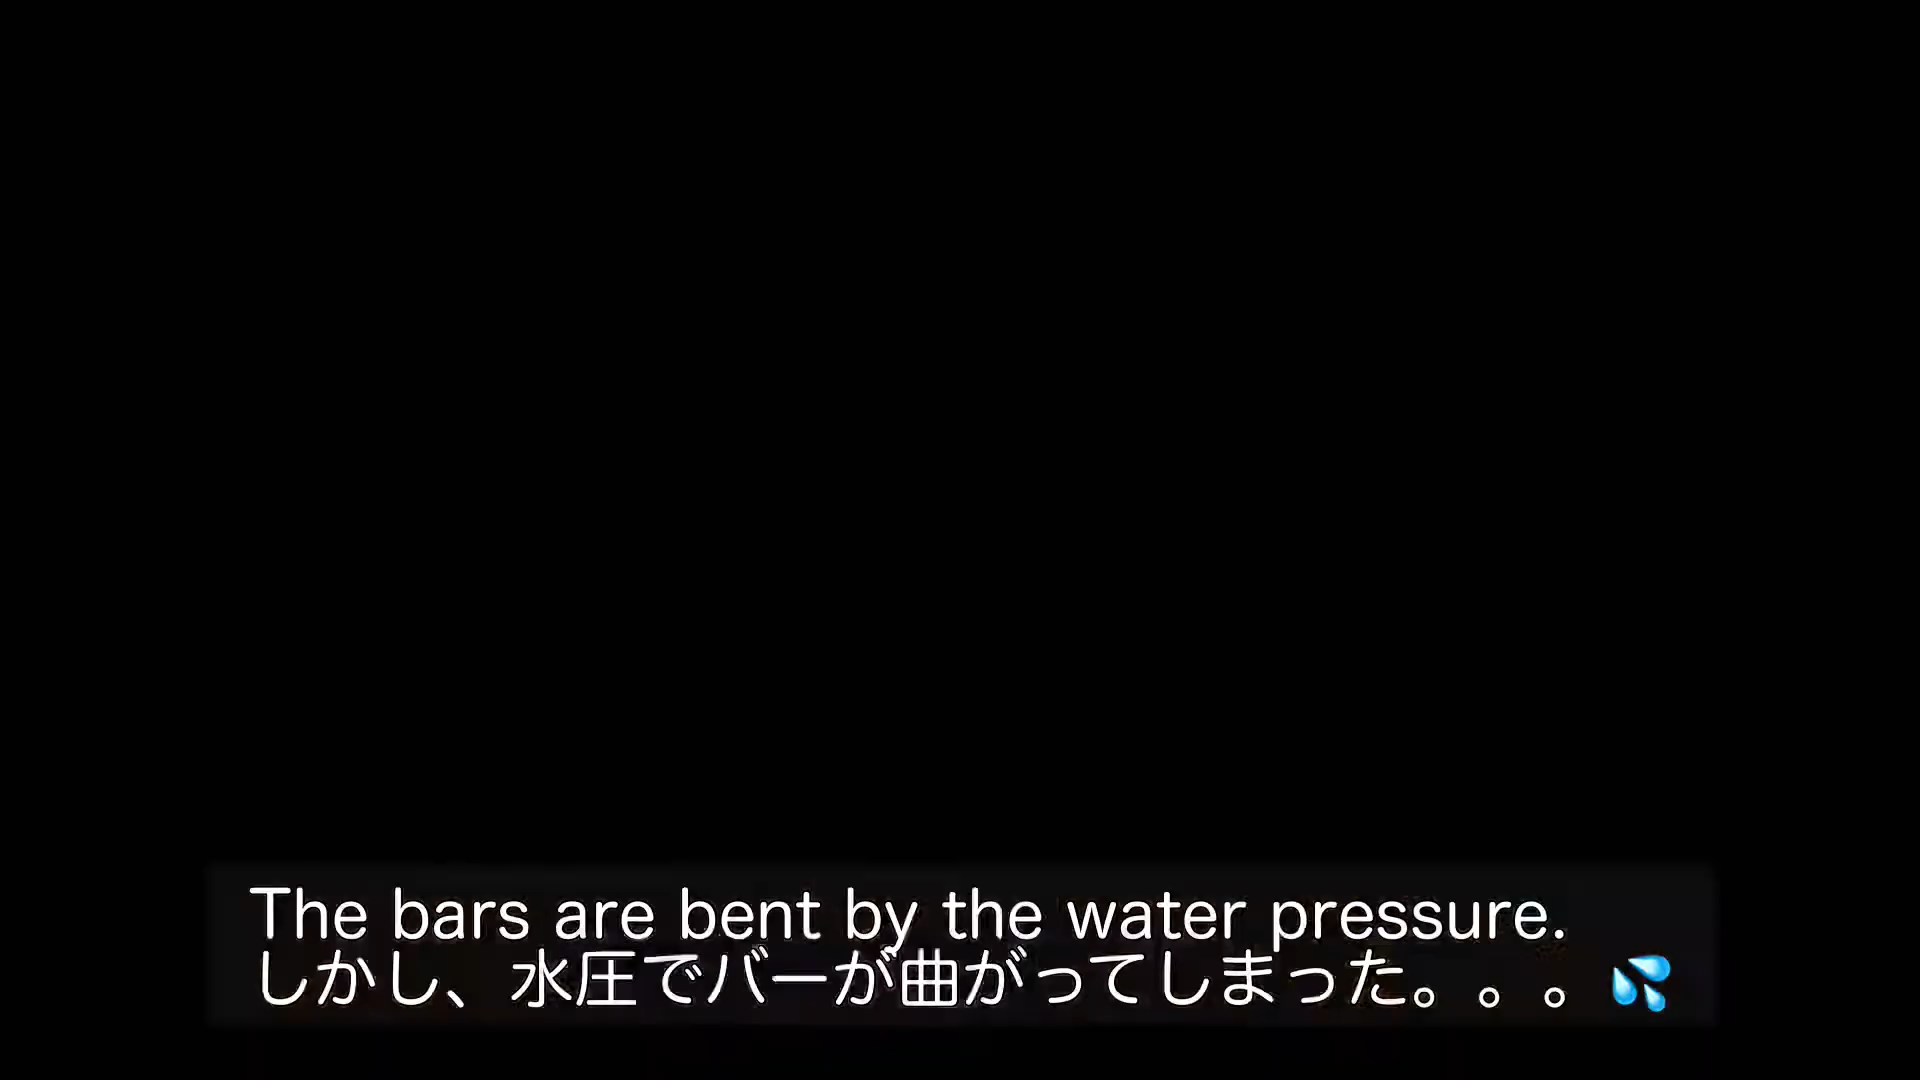 The bars are bent by the water pressure.
しかし、水圧でバーが曲がってしまった。。。💦